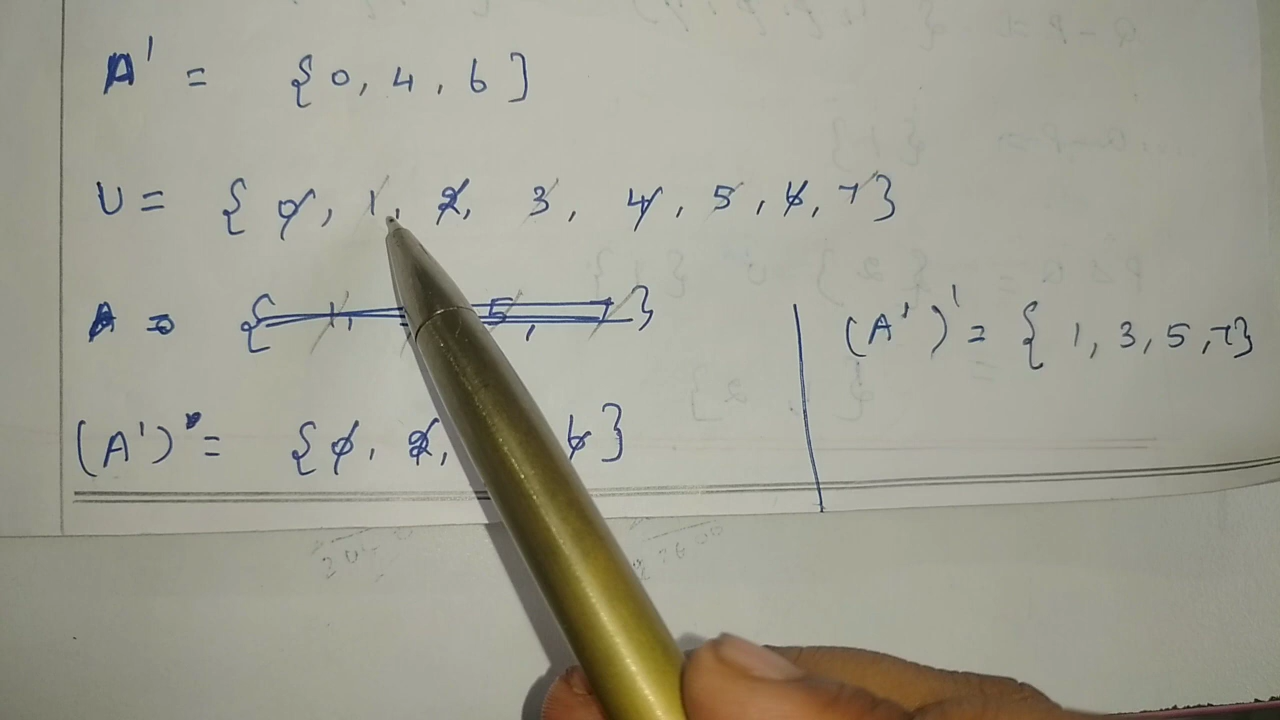 A' = {0, 4, 6}
U = {0, 1, 2, 3, 4, 5, 6, 7}
A = {1, 5, 7}
(A')' = {1, 3, 5, 7}
(A')' = {0, 2, 6}